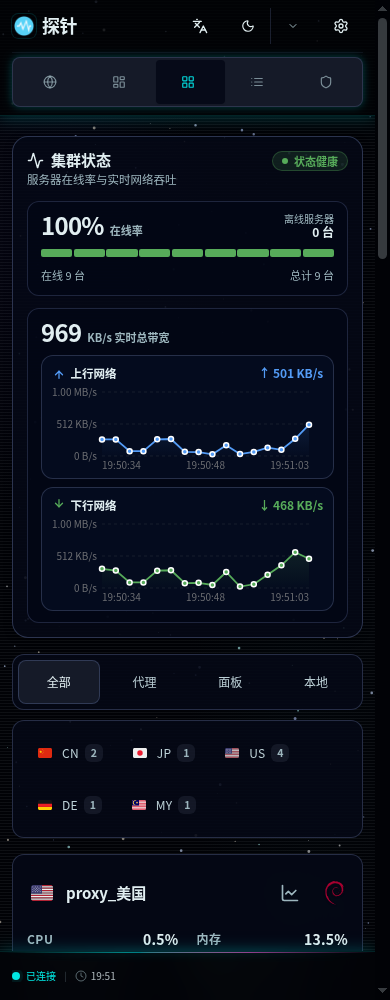 探针
集群状态
状态健康
服务器在线率与实时网络吞吐
100% 在线率
离线服务器
0 台
在线 9 台
总计 9 台
969 KB/s 实时总带宽
上行网络
↑ 501 KB/s
1.00 MB/s
512 KB/s
0 B/s
19:50:34
19:50:48
19:51:03
下行网络
↓ 468 KB/s
1.00 MB/s
512 KB/s
0 B/s
19:50:34
19:50:48
19:51:03
全部
代理
面板
本地
CN 2
JP 1
US 4
DE 1
MY 1
proxy_美国
CPU
0.5%
内存
13.5%
已连接
19:51